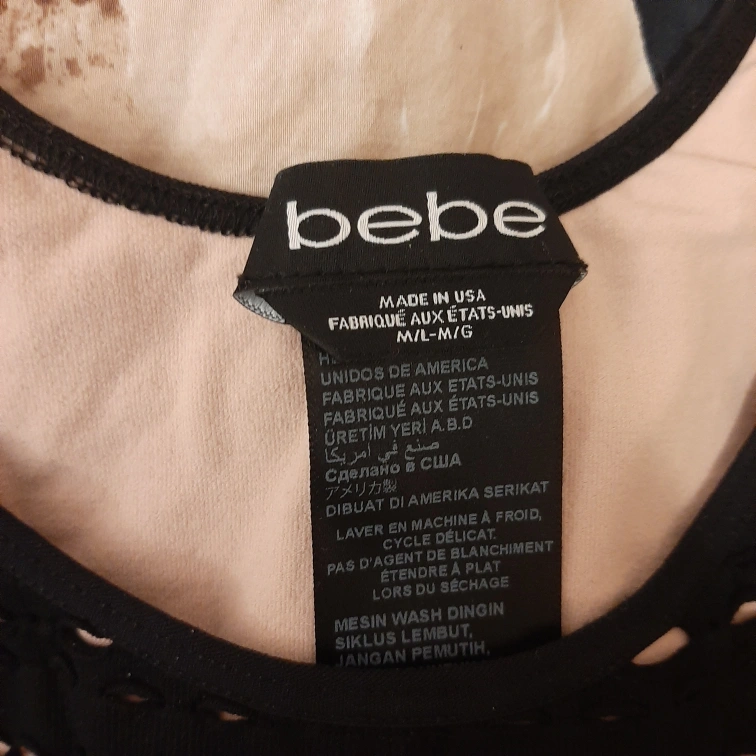 bebe
MADE IN USA
FABRIQUÉ AUX ÉTATS-UNIS
M/L-M/G
UNIDOS DE AMERICA
FABRIQUE AUX ETATS-UNIS
FABRIQUÉ AUX ÉTATS-UNIS
ÜRETİM YERİ A.B.D
صنع في أمريكا
Сделано в США
アメリカ製
DIBUAT DI AMERIKA SERIKAT
LAVER EN MACHINE À FROID,
CYCLE DÉLICAT.
PAS D'AGENT DE BLANCHIMENT
ÉTENDRE À PLAT
LORS DU SÉCHAGE
MESIN WASH DINGIN
SIKLUS LEMBUT,
JANGAN PEMUTIH,